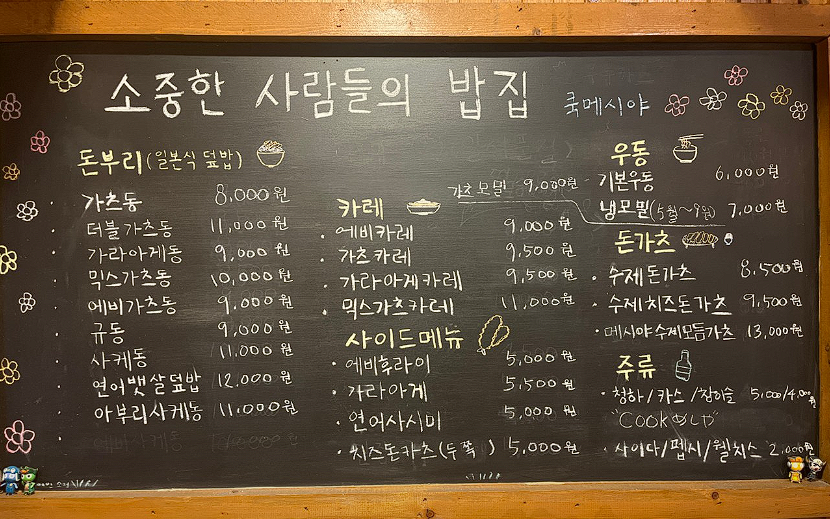 소중한 사람들의 밥집 쿡메시야
돈부리(일본식 덮밥)
가츠동 8,000원
더블가츠동 11,000원
가라아게동 9,000원
믹스가츠동 10,000원
에비가츠동 9,000원
규동 9,000원
사케동 11,000원
연어뱃살덮밥 12,000원
아부리사케동 11,000원
가츠모밀 9,000원
카레
에비카레 9,000원
가츠카레 9,500원
가라아게카레 9,500원
믹스가츠카레 11,000원
사이드메뉴
에비후라이 5,000원
가라아게 5,500원
연어사시미 5,000원
치즈돈카츠(두쪽) 5,000원
우동
기본우동 6,000원
냉모밀(5월~9월) 7,000원
돈가츠
수제돈가츠 8,500원
수제치즈돈가츠 9,500원
메시야수제모듬가츠 13,000원
주류
청하/카스/참이슬 5,000/4,000원
"Cookめしや"
사이다/펩시/웰치스 2,000원